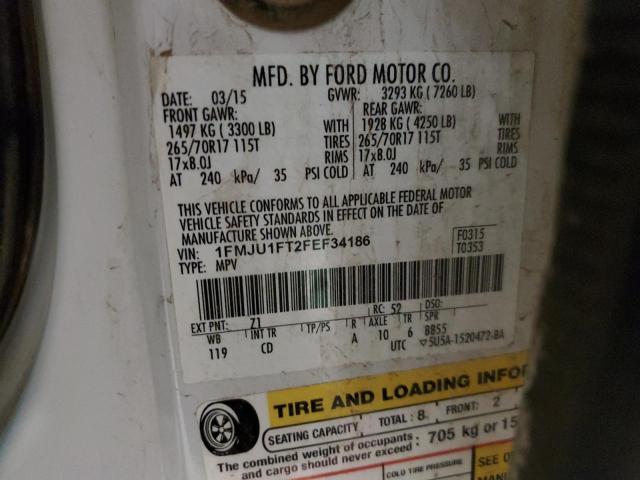 MFD. BY FORD MOTOR CO.
DATE: 03/15 GVWR: 3293 KG ( 7260 LB)
FRONT GAWR: REAR GAWR:
1497 KG ( 3300 LB) WITH 1928 KG ( 4250 LB) WITH
265/70R17 115T TIRES 265/70R17 115T TIRES
17x8.0J RIMS 17x8.0J RIMS
AT 240 kPa/ 35 PSI COLD AT 240 kPa/ 35 PSI COLD
THIS VEHICLE CONFORMS TO ALL APPLICABLE FEDERAL MOTOR
VEHICLE SAFETY STANDARDS IN EFFECT ON THE DATE OF
MANUFACTURE SHOWN ABOVE.
VIN: 1FMJU1FT2FEF34186 F0315
TYPE: MPV T0353
EXT PNT: Z1 RC: 52 DSO:
WB INT TR TP/PS R AXLE TR SPR
119 CD A 10 6 BB55
UTC ▽5U5A-1520472-BA
TIRE AND LOADING INFOR
SEATING CAPACITY TOTAL: 8 FRONT: 2
The combined weight of occupants : 705 kg or 15
and cargo should never exceed
COLD TIRE PRESSURE SEE O
MANU